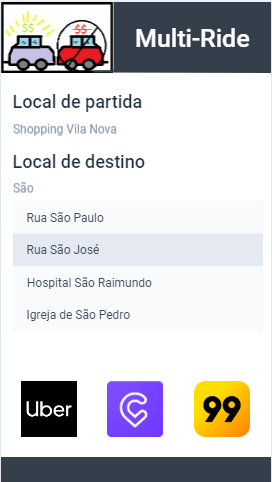 $$
-$$
Multi-Ride
Local de partida
Shopping Vila Nova
Local de destino
São
Rua São Paulo
Rua São José
Hospital São Raimundo
Igreja de São Pedro
Uber
99